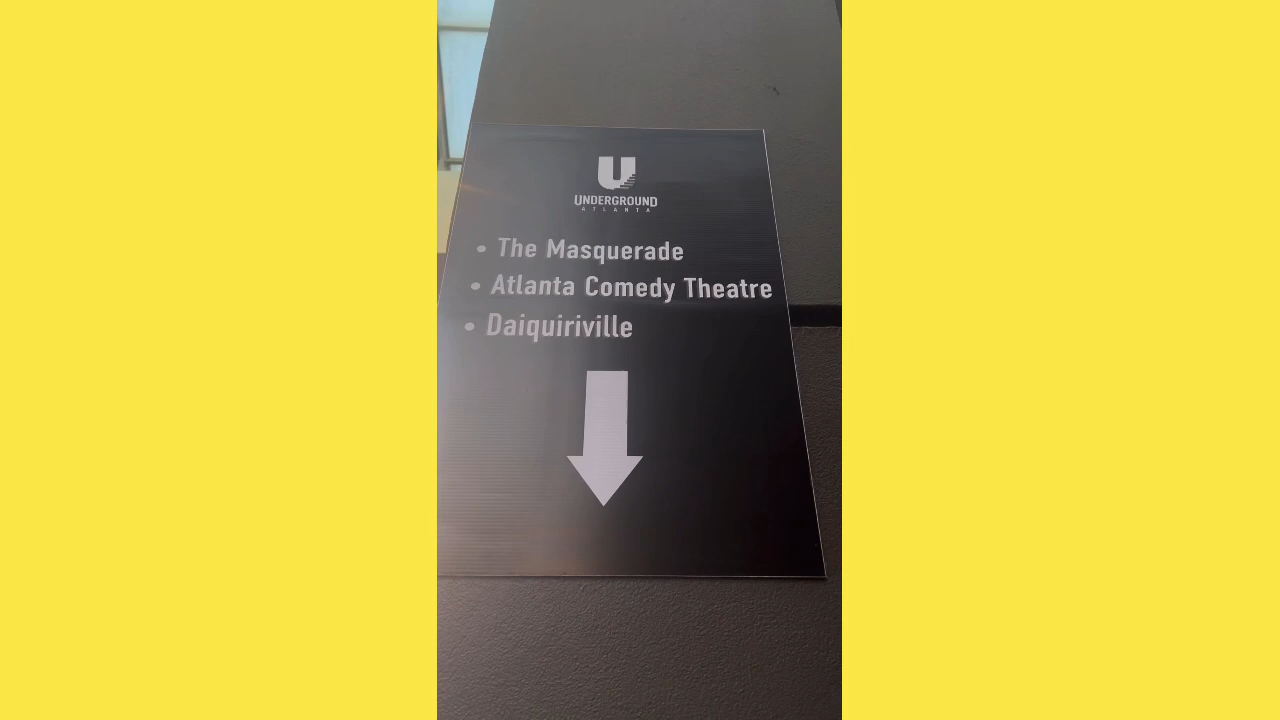 U
UNDERGROUND
ATLANTA
• The Masquerade
• Atlanta Comedy Theatre
• Daiquiriville